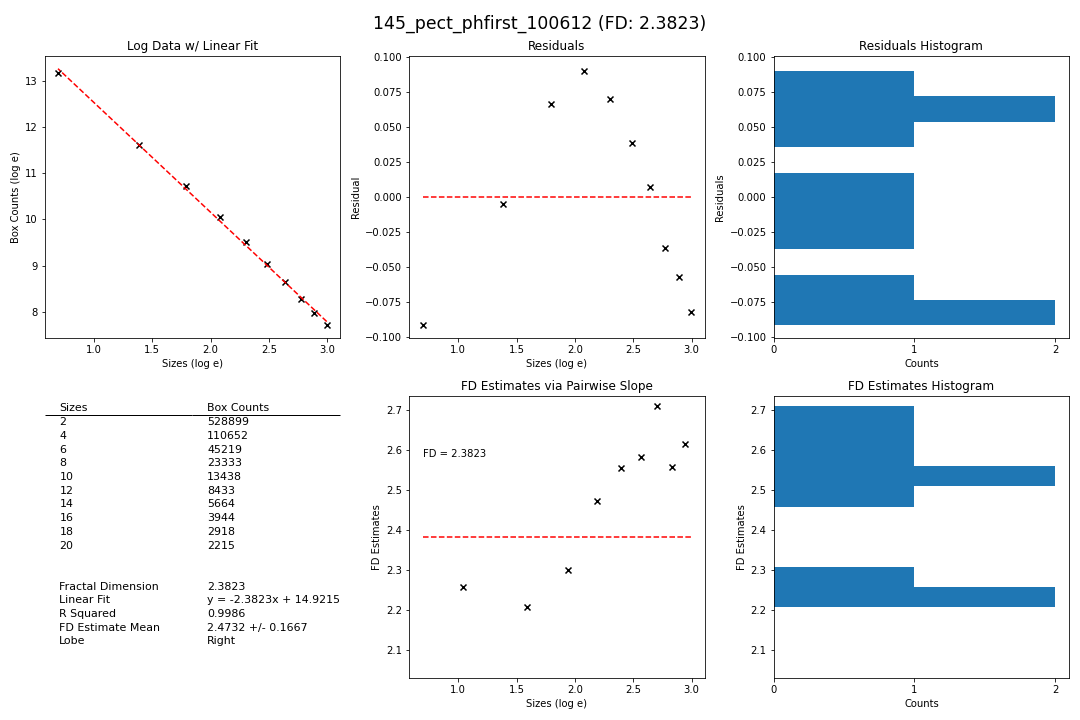 145_pect_phfirst_100612 (FD: 2.3823)
Log Data w/ Linear Fit
13
12
11
10
9
8
Box Counts (log e)
1.0 1.5 2.0 2.5 3.0
Sizes (log e)
Residuals
0.100
0.075
0.050
0.025
0.000
−0.025
−0.050
−0.075
−0.100
Residual
1.0 1.5 2.0 2.5 3.0
Sizes (log e)
Residuals Histogram
0.100
0.075
0.050
0.025
0.000
−0.025
−0.050
−0.075
−0.100
Residuals
0 1 2
Counts
Sizes Box Counts
2 528899
4 110652
6 45219
8 23333
10 13438
12 8433
14 5664
16 3944
18 2918
20 2215
Fractal Dimension 2.3823
Linear Fit y = -2.3823x + 14.9215
R Squared 0.9986
FD Estimate Mean 2.4732 +/- 0.1667
Lobe Right
FD Estimates via Pairwise Slope
2.7
2.6
2.5
2.4
2.3
2.2
2.1
FD Estimates
FD = 2.3823
1.0 1.5 2.0 2.5 3.0
Sizes (log e)
FD Estimates Histogram
2.7
2.6
2.5
2.4
2.3
2.2
2.1
FD Estimates
0 1 2
Counts